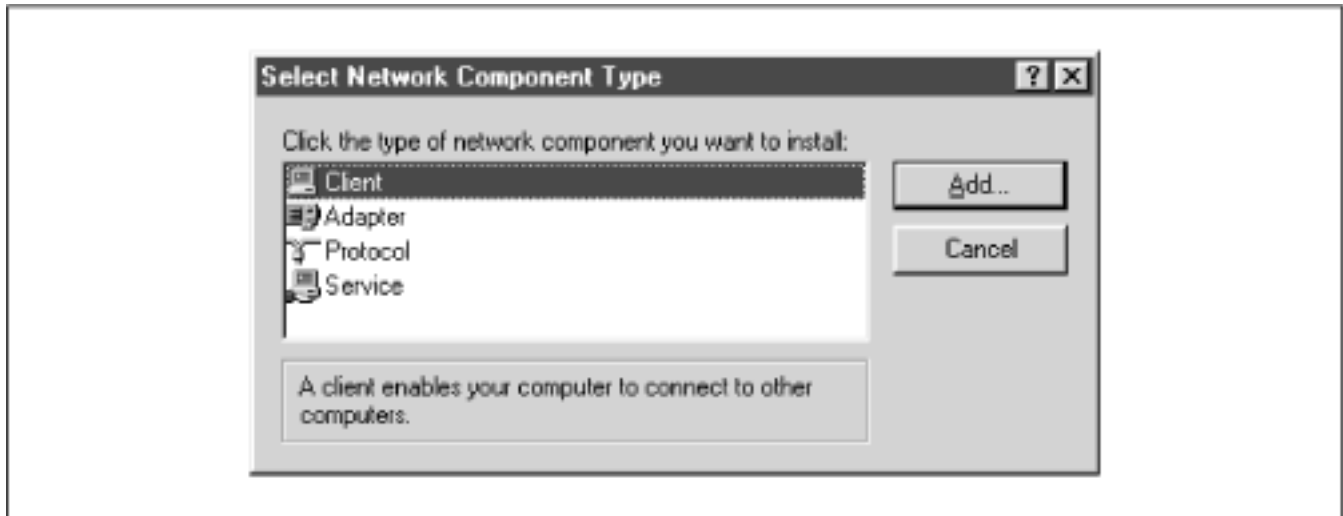 Select Network Component Type
Click the type of network component you want to install:
Client
Adapter
Protocol
Service
Add...
Cancel
A client enables your computer to connect to other
computers.